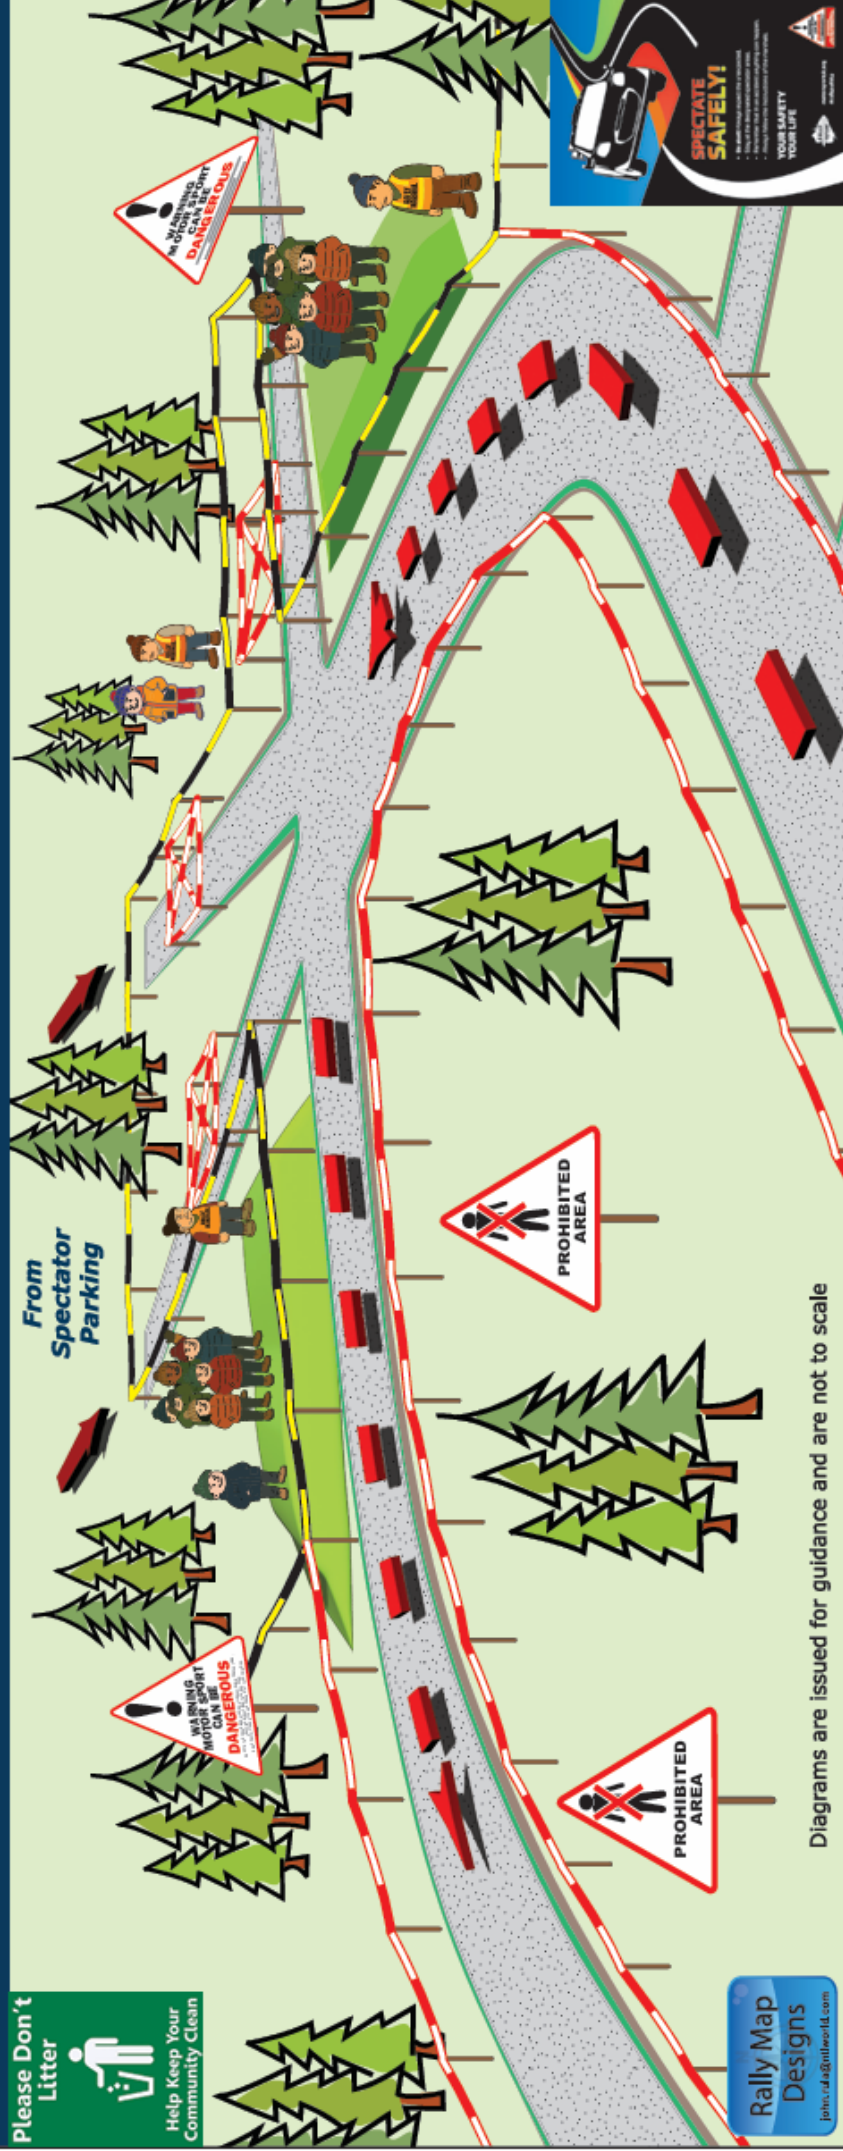 Please Don't
Litter
Help Keep Your
Community Clean
WARNING
MOTOR SPORT
CAN BE
DANGEROUS
From
Spectator
Parking
WARNING
MOTOR SPORT
CAN BE
DANGEROUS
PROHIBITED
AREA
PROHIBITED
AREA
SPECTATE
SAFELY!
YOUR SAFETY
YOUR LIFE
Rally Map
Designs
Diagrams are issued for guidance and are not to scale